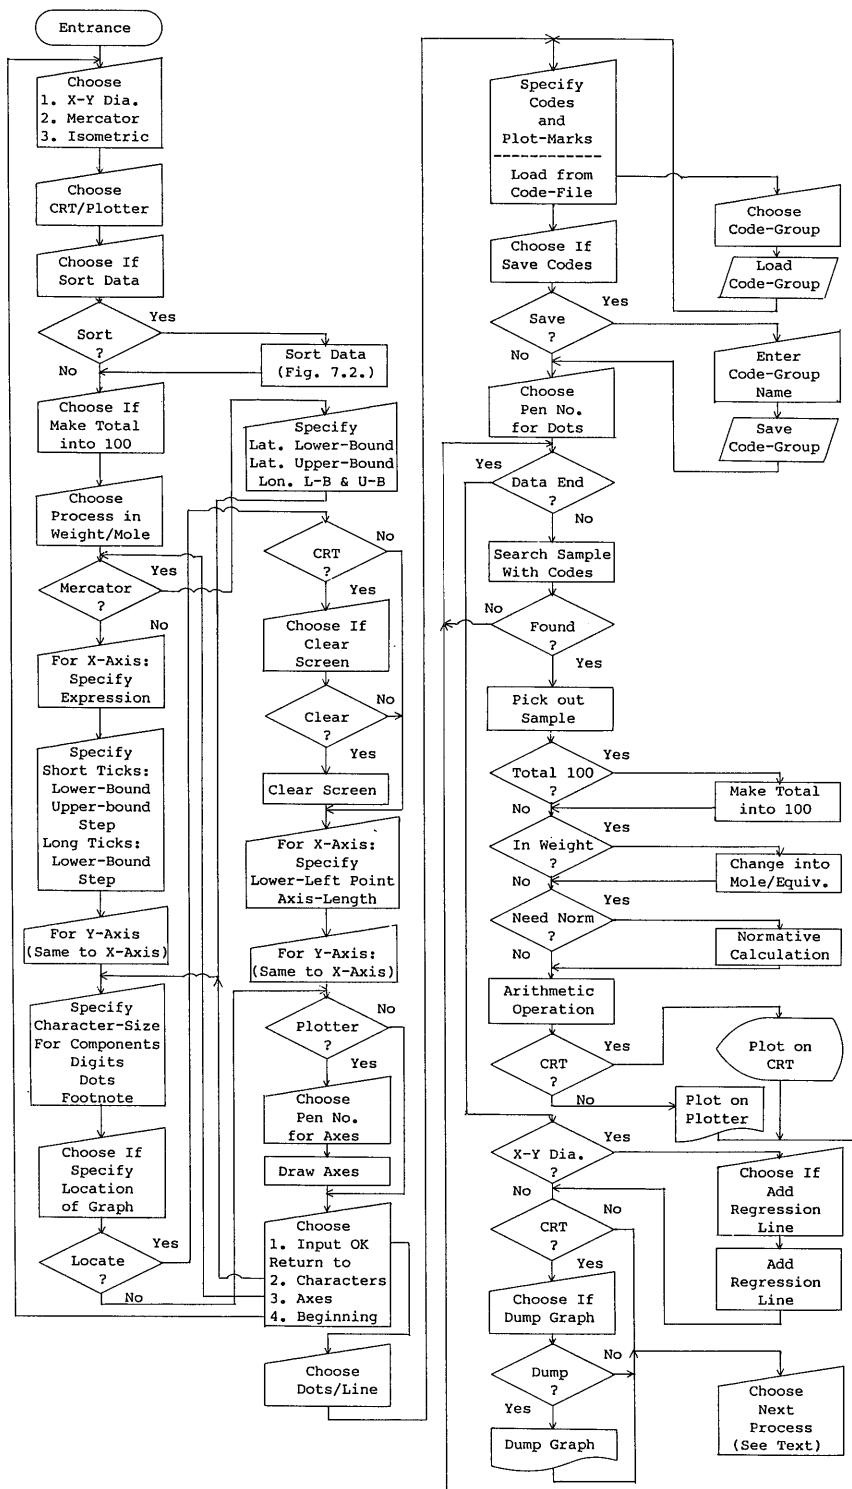 Entrance
Choose
1. X-Y Dia.
2. Mercator
3. Isometric
Choose
CRT/Plotter
Choose If
Sort Data
Sort
?
Yes
No
Sort Data
(Fig. 7.2.)
Choose If
Make Total
into 100
Choose
Process in
Weight/Mole
Mercator
?
Yes
No
For X-Axis:
Specify
Expression
Specify
Short Ticks:
Lower-Bound
Upper-bound
Step
Long Ticks:
Lower-Bound
Step
For Y-Axis
(Same to X-Axis)
Specify
Character-Size
For Components
Digits
Dots
Footnote
Choose If
Specify
Location
of Graph
Locate
?
Yes
No
Specify
Lat. Lower-Bound
Lat. Upper-Bound
Lon. L-B & U-B
CRT
?
No
Yes
Choose If
Clear
Screen
Clear
?
No
Yes
Clear Screen
For X-Axis:
Specify
Lower-Left Point
Axis-Length
For Y-Axis:
(Same to X-Axis)
Plotter
?
No
Yes
Choose
Pen No.
for Axes
Draw Axes
Choose
1. Input OK
Return to
2. Characters
3. Axes
4. Beginning
Choose
Dots/Line
Specify
Codes
and
Plot-Marks
Load from
Code-File
Choose
Code-Group
Load
Code-Group
Choose If
Save Codes
Save
?
Yes
No
Enter
Code-Group
Name
Save
Code-Group
Choose
Pen No.
for Dots
Data End
?
Yes
No
Search Sample
With Codes
Found
?
No
Yes
Pick out
Sample
Total 100
?
Yes
No
Make Total
into 100
In Weight
?
Yes
No
Change into
Mole/Equiv.
Need Norm
?
Yes
No
Normative
Calculation
Arithmetic
Operation
CRT
?
Yes
No
Plot on
CRT
Plot on
Plotter
X-Y Dia.
?
Yes
No
Choose If
Add
Regression
Line
Add
Regression
Line
CRT
?
No
Yes
Choose If
Dump Graph
Dump
?
No
Yes
Dump Graph
Choose
Next
Process
(See Text)